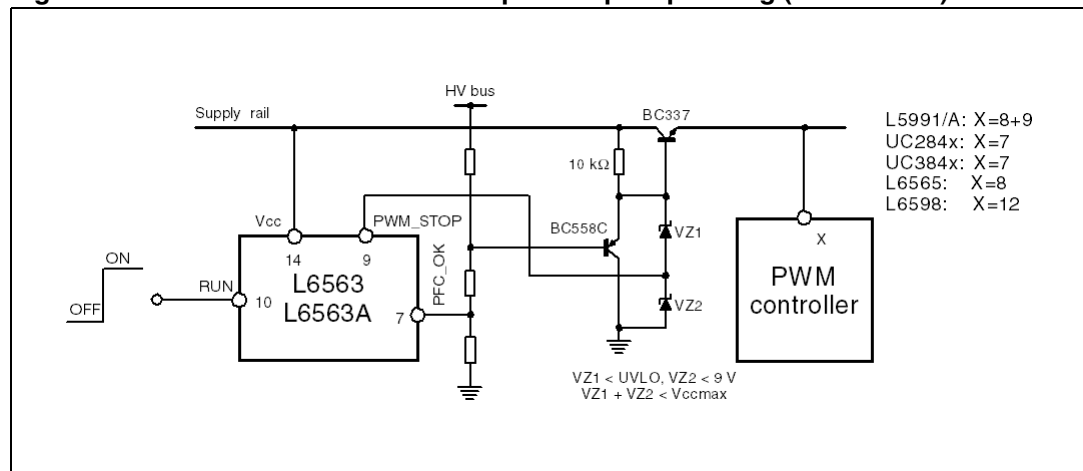 HV bus
Supply rail
BC337
10 kΩ
L5991/A: X=8+9
UC284x: X=7
UC384x: X=7
L6565: X=8
L6598: X=12
Vcc
PWM_STOP
BC558C
VZ1
X
14
9
PFC_OK
ON
OFF
RUN
10
L6563
L6563A
7
VZ2
PWM
controller
VZ1 < UVLO, VZ2 < 9 V
VZ1 + VZ2 < Vccmax